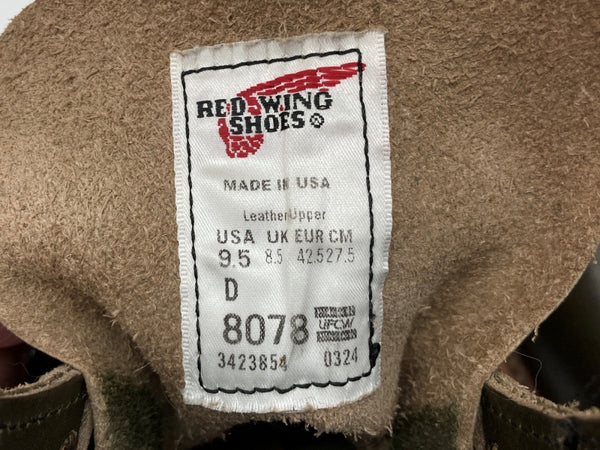 RED WING
SHOES ®
MADE IN USA
Leather Upper
USA UK EUR CM
9.5 8.5 42.5 27.5
D
8078 UFCW
3423854 0324